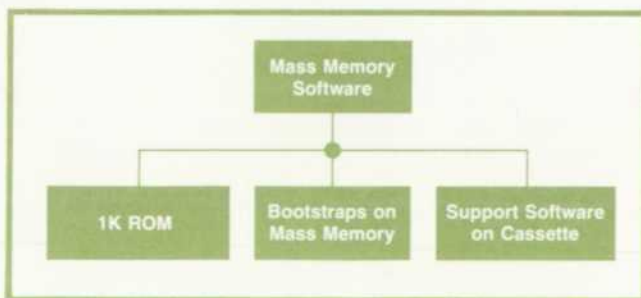 Mass Memory
Software
1K ROM
Bootstraps on
Mass Memory
Support Software
on Cassette